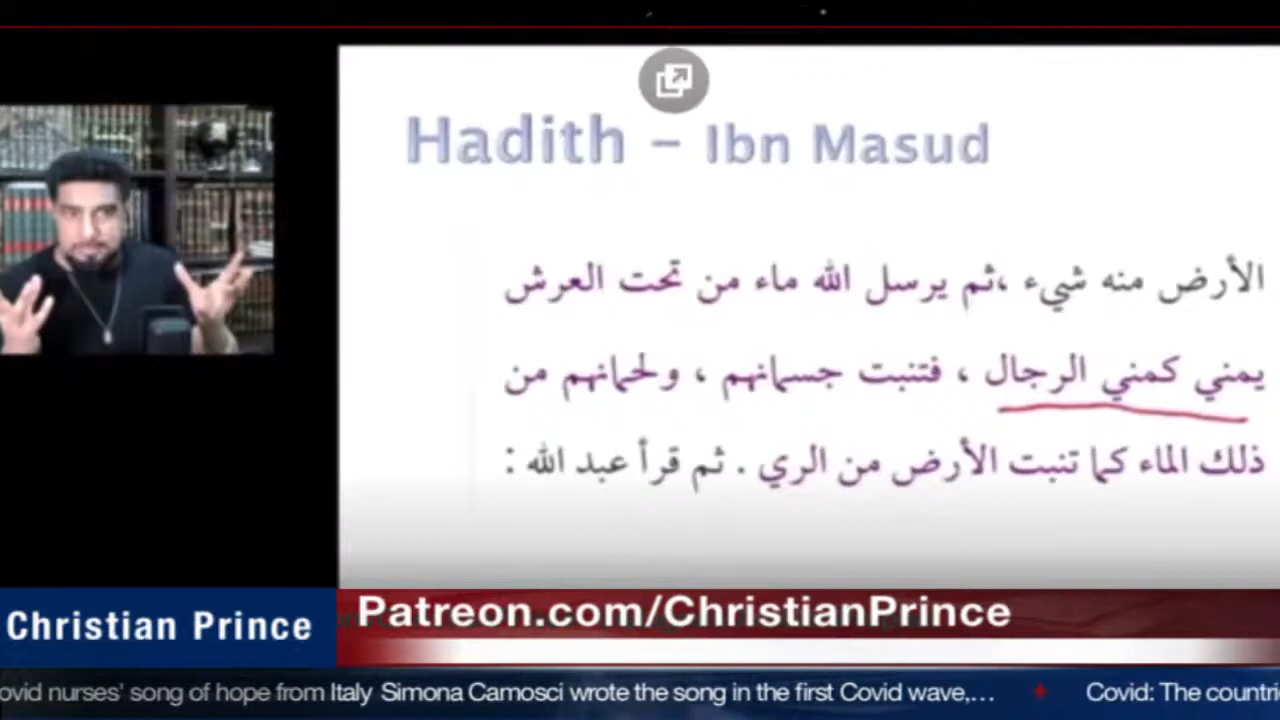 Hadith – Ibn Masud
الأرض منه شيء ،ثم يرسل الله ماء من تحت العرش
يمني كمني الرجال ، فتنبت جسمانهم ، ولحمانهم من
ذلك الماء كما تنبت الأرض من الري . ثم قرأ عبد الله :
Christian Prince
Patreon.com/ChristianPrince
ovid nurses' song of hope from Italy Simona Camosci wrote the song in the first Covid wave,… Covid: The countri